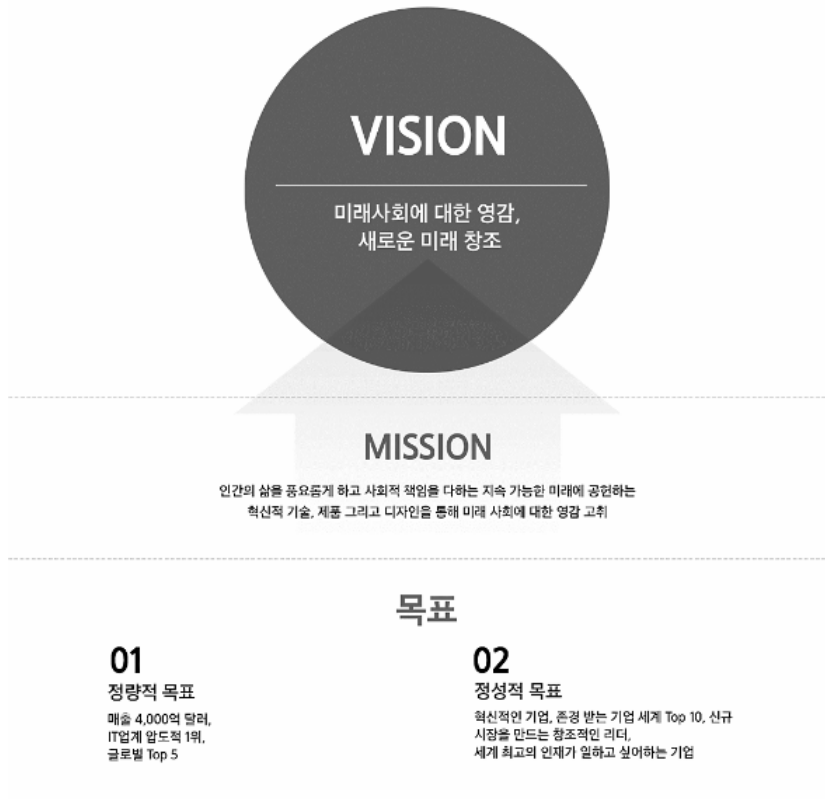 VISION
미래사회에 대한 영감,
새로운 미래 창조
MISSION
인간의 삶을 풍요롭게 하고 사회적 책임을 다하는 지속 가능한 미래에 공헌하는
혁신적 기술, 제품 그리고 디자인을 통해 미래 사회에 대한 영감 고취
목표
01
정량적 목표
매출 4,000억 달러,
IT업계 압도적 1위,
글로벌 Top 5
02
정성적 목표
혁신적인 기업, 존경 받는 기업 세계 Top 10, 신규
시장을 만드는 창조적인 리더,
세계 최고의 인재가 일하고 싶어하는 기업